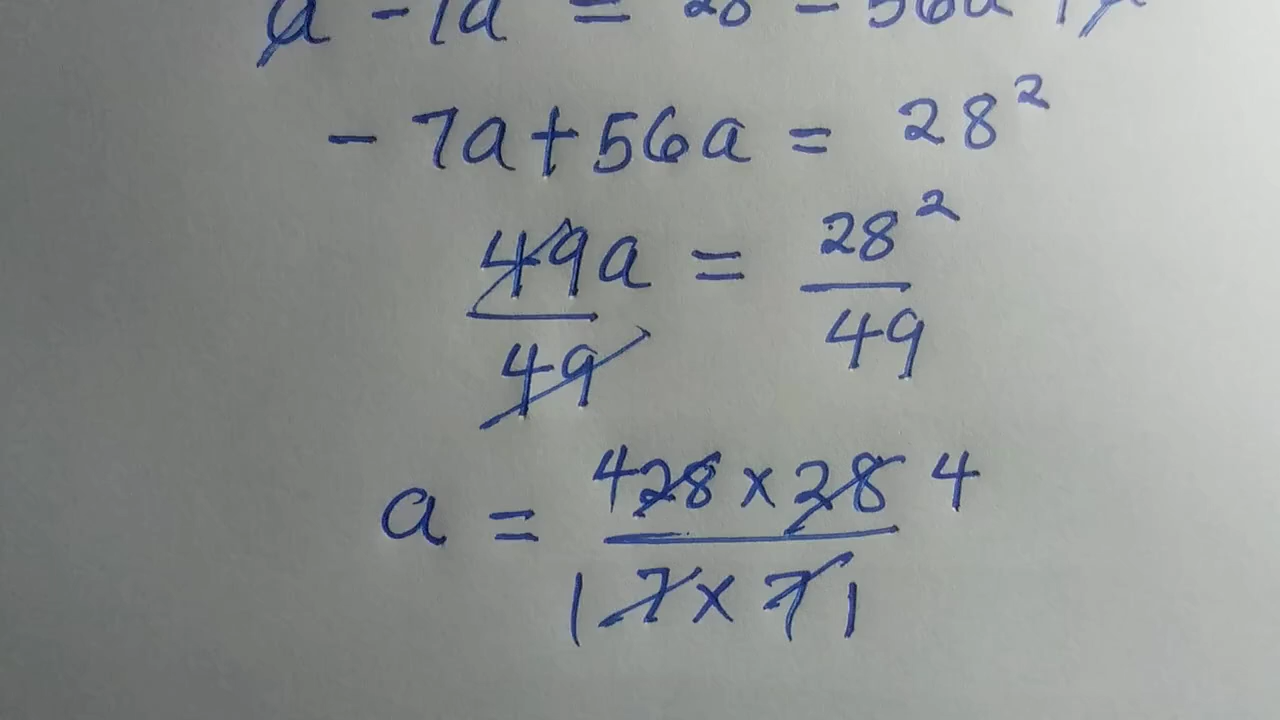 - 7a + 56a = 28²
49a = 28²
49 49
a = 4 28 × 28 4
1 7 × 7 1